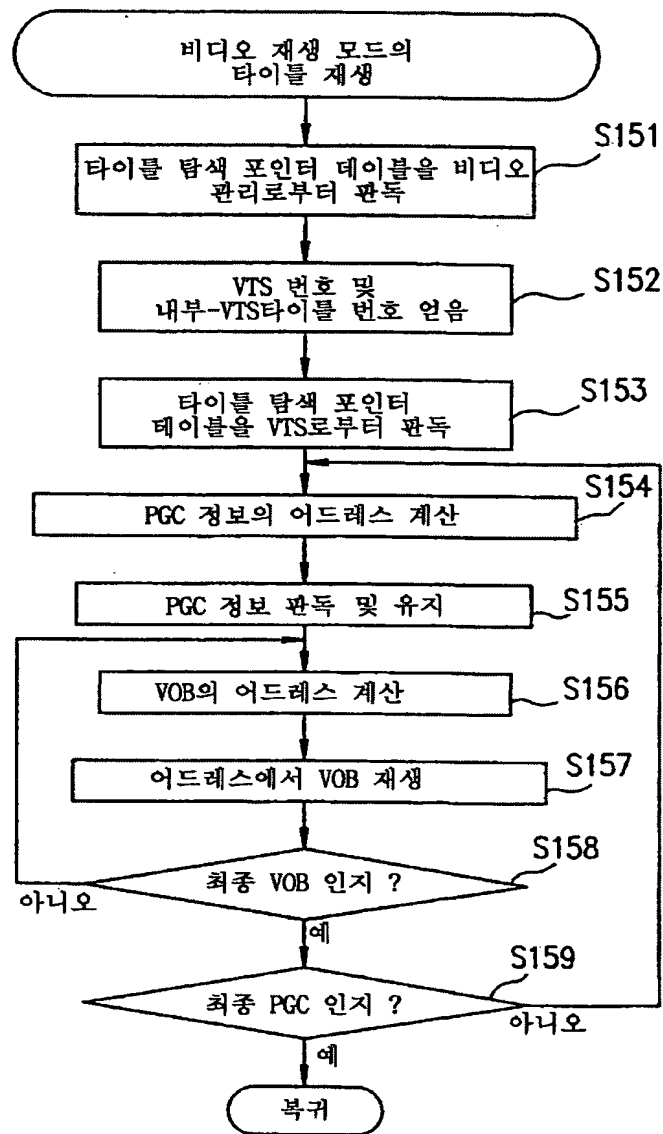 비디오 재생 모드의
타이틀 재생
S151
타이틀 탐색 포인터 테이블을 비디오
관리로부터 판독
S152
VTS 번호 및
내부-VTS타이틀 번호 얻음
S153
타이틀 탐색 포인터
테이블을 VTS로부터 판독
S154
PGC 정보의 어드레스 계산
S155
PGC 정보 판독 및 유지
S156
VOB의 어드레스 계산
S157
어드레스에서 VOB 재생
S158
최종 VOB 인지 ?
아니오
예
S159
최종 PGC 인지 ?
아니오
예
복귀